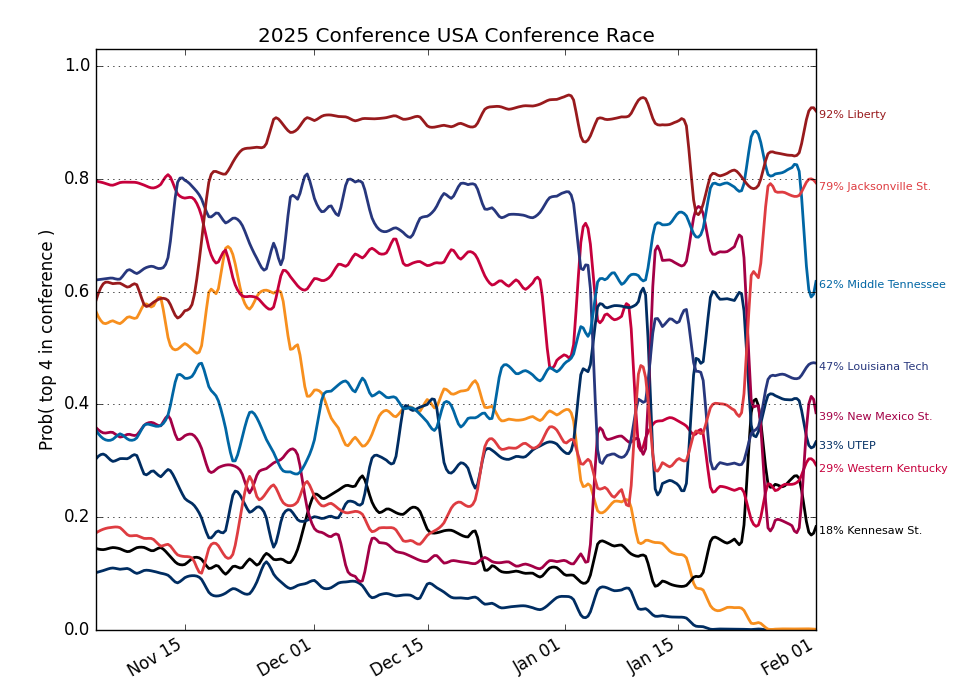 2025 Conference USA Conference Race
Prob( top 4 in conference )
1.0
0.8
0.6
0.4
0.2
0.0
Nov 15
Dec 01
Dec 15
Jan 01
Jan 15
Feb 01
92% Liberty
79% Jacksonville St.
62% Middle Tennessee
47% Louisiana Tech
39% New Mexico St.
33% UTEP
29% Western Kentucky
18% Kennesaw St.